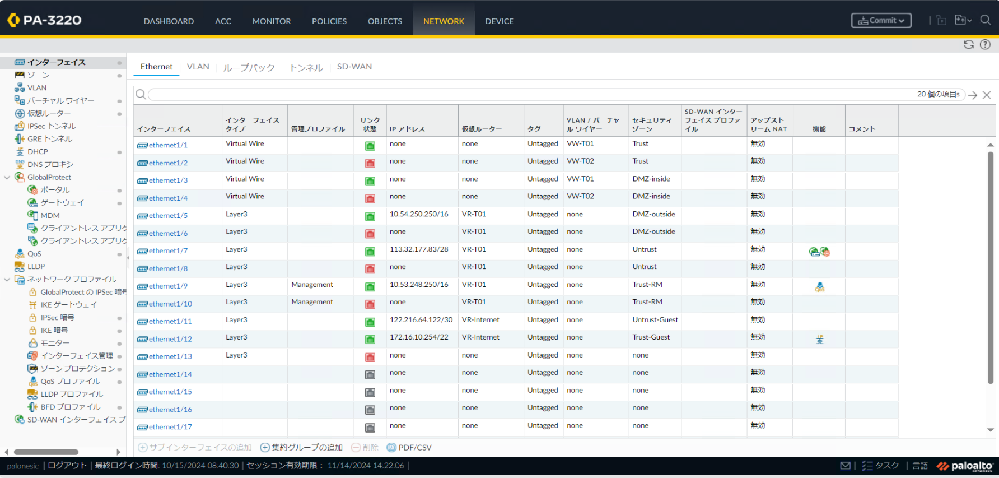 PA-3220
DASHBOARD ACC MONITOR POLICIES OBJECTS NETWORK DEVICE Commit
インターフェイス
ゾーン
VLAN
バーチャル ワイヤー
仮想ルーター
IPSec トンネル
GRE トンネル
DHCP
DNS プロキシ
GlobalProtect
ポータル
ゲートウェイ
MDM
クライアントレス アプリケ
クライアントレス アプリケ
QoS
LLDP
ネットワーク プロファイル
GlobalProtect の IPSec 暗号
IKE ゲートウェイ
IPSec 暗号
IKE 暗号
モニター
インターフェイス管理
ゾーン プロテクション
QoS プロファイル
LLDP プロファイル
BFD プロファイル
SD-WAN インターフェイス プ
Ethernet VLAN ループバック トンネル SD-WAN
20 個の項目s
インターフェイス インターフェイス タイプ 管理プロファイル リンク 状態 IP アドレス 仮想ルーター タグ VLAN / バーチャル ワイヤー セキュリティ ゾーン SD-WAN インターフェイス プロファイル アップストリーム NAT 機能 コメント
ethernet1/1 Virtual Wire none none Untagged VW-T01 Trust 無効
ethernet1/2 Virtual Wire none none Untagged VW-T02 Trust 無効
ethernet1/3 Virtual Wire none none Untagged VW-T01 DMZ-inside 無効
ethernet1/4 Virtual Wire none none Untagged VW-T02 DMZ-inside 無効
ethernet1/5 Layer3 10.54.250.250/16 VR-T01 Untagged none DMZ-outside 無効
ethernet1/6 Layer3 none VR-T01 Untagged none DMZ-outside 無効
ethernet1/7 Layer3 113.32.177.83/28 VR-T01 Untagged none Untrust 無効
ethernet1/8 Layer3 none VR-T01 Untagged none Untrust 無効
ethernet1/9 Layer3 Management 10.53.248.250/16 VR-T01 Untagged none Trust-RM 無効
ethernet1/10 Layer3 Management none VR-T01 Untagged none Trust-RM 無効
ethernet1/11 Layer3 122.216.64.122/30 VR-Internet Untagged none Untrust-Guest 無効
ethernet1/12 Layer3 172.16.10.254/22 VR-Internet Untagged none Trust-Guest 無効
ethernet1/13 Layer3 none none Untagged none none 無効
ethernet1/14 none none Untagged none none 無効
ethernet1/15 none none Untagged none none 無効
ethernet1/16 none none Untagged none none 無効
ethernet1/17 none none Untagged none none 無効
サブインターフェイスの追加 集約グループの追加 削除 PDF/CSV
palonesic | ログアウト | 最終ログイン時間: 10/15/2024 08:40:30 | セッション有効期限： 11/14/2024 14:22:06 | | タスク | 言語 paloalto NETWORKS